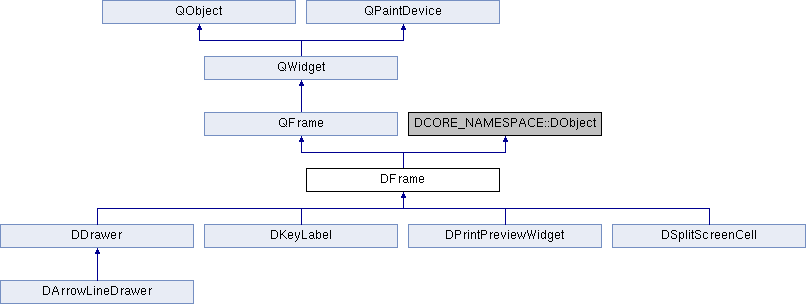 QObject
QPaintDevice
QWidget
QFrame
DCORE_NAMESPACE::DObject
DFrame
DDrawer
DKeyLabel
DPrintPreviewWidget
DSplitScreenCell
DArrowLineDrawer